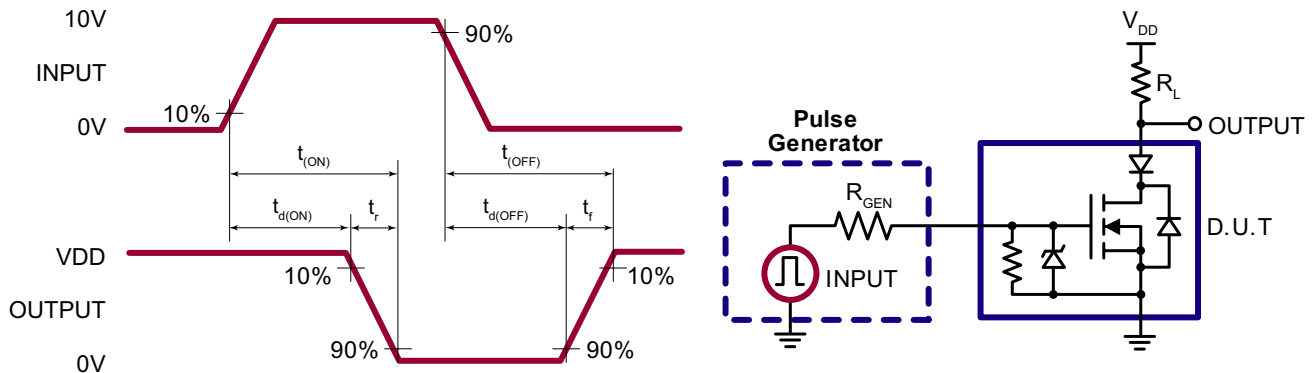 10V
INPUT
0V
10%
90%
t(ON)
t(OFF)
td(ON)
tr
td(OFF)
tf
VDD
OUTPUT
0V
10%
90%
10%
90%
Pulse
Generator
RGEN
INPUT
VDD
RL
OUTPUT
D.U.T